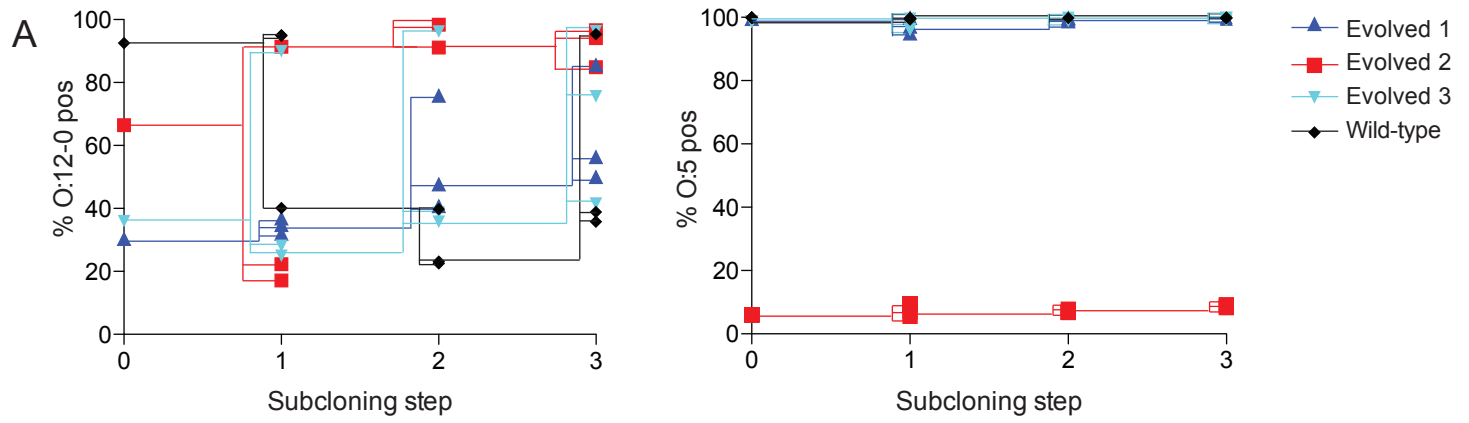 A
% O:12-0 pos
100
80
60
40
20
0
0 1 2 3
Subcloning step
% O:5 pos
100
80
60
40
20
0
0 1 2 3
Subcloning step
Evolved 1
Evolved 2
Evolved 3
Wild-type